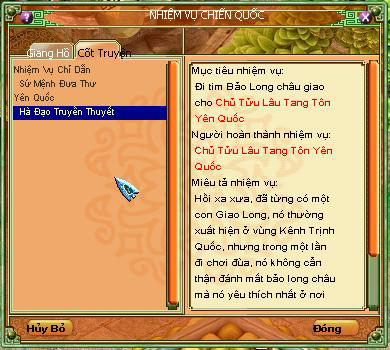 NHIỆM VỤ CHIẾN QUỐC
Giang Hồ
Cốt Truyện
Nhiệm Vụ Chỉ Dẫn
Sứ Mệnh Đưa Thư
Yên Quốc
Hà Đạo Truyền Thuyết
Mục tiêu nhiệm vụ:
Đi tìm Bảo Long châu giao
cho Chủ Tửu Lâu Tang Tôn
Yên Quốc
Người hoàn thành nhiệm vụ:
Chủ Tửu Lâu Tang Tôn Yên
Quốc
Miêu tả nhiệm vụ:
Hồi xa xưa, đã từng có một
con Giao Long, nó thường
xuất hiện ở vùng Kênh Trịnh
Quốc, nhưng trong một lần
đi chơi đùa, nó không cẩn
thận đánh mất bảo long châu
mà nó yêu thích nhất ở nơi
Hủy Bỏ
Đóng